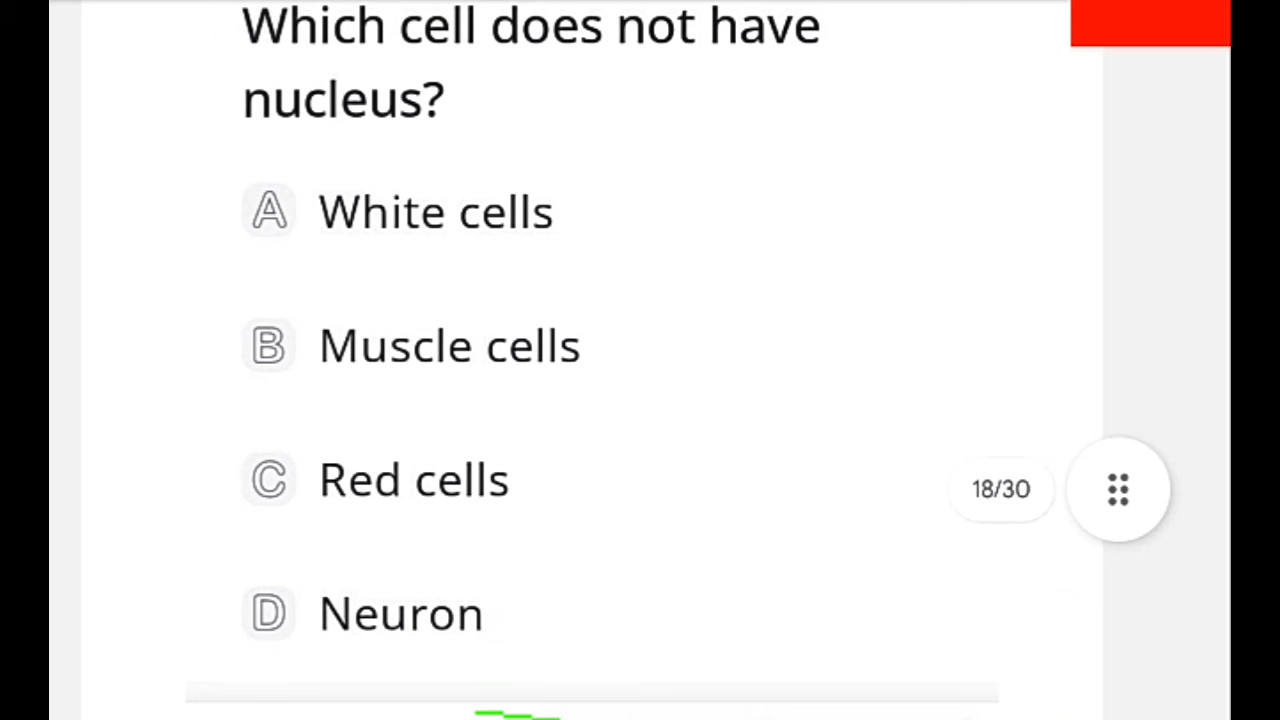 Which cell does not have
nucleus?
A White cells
B Muscle cells
C Red cells
18/30
D Neuron